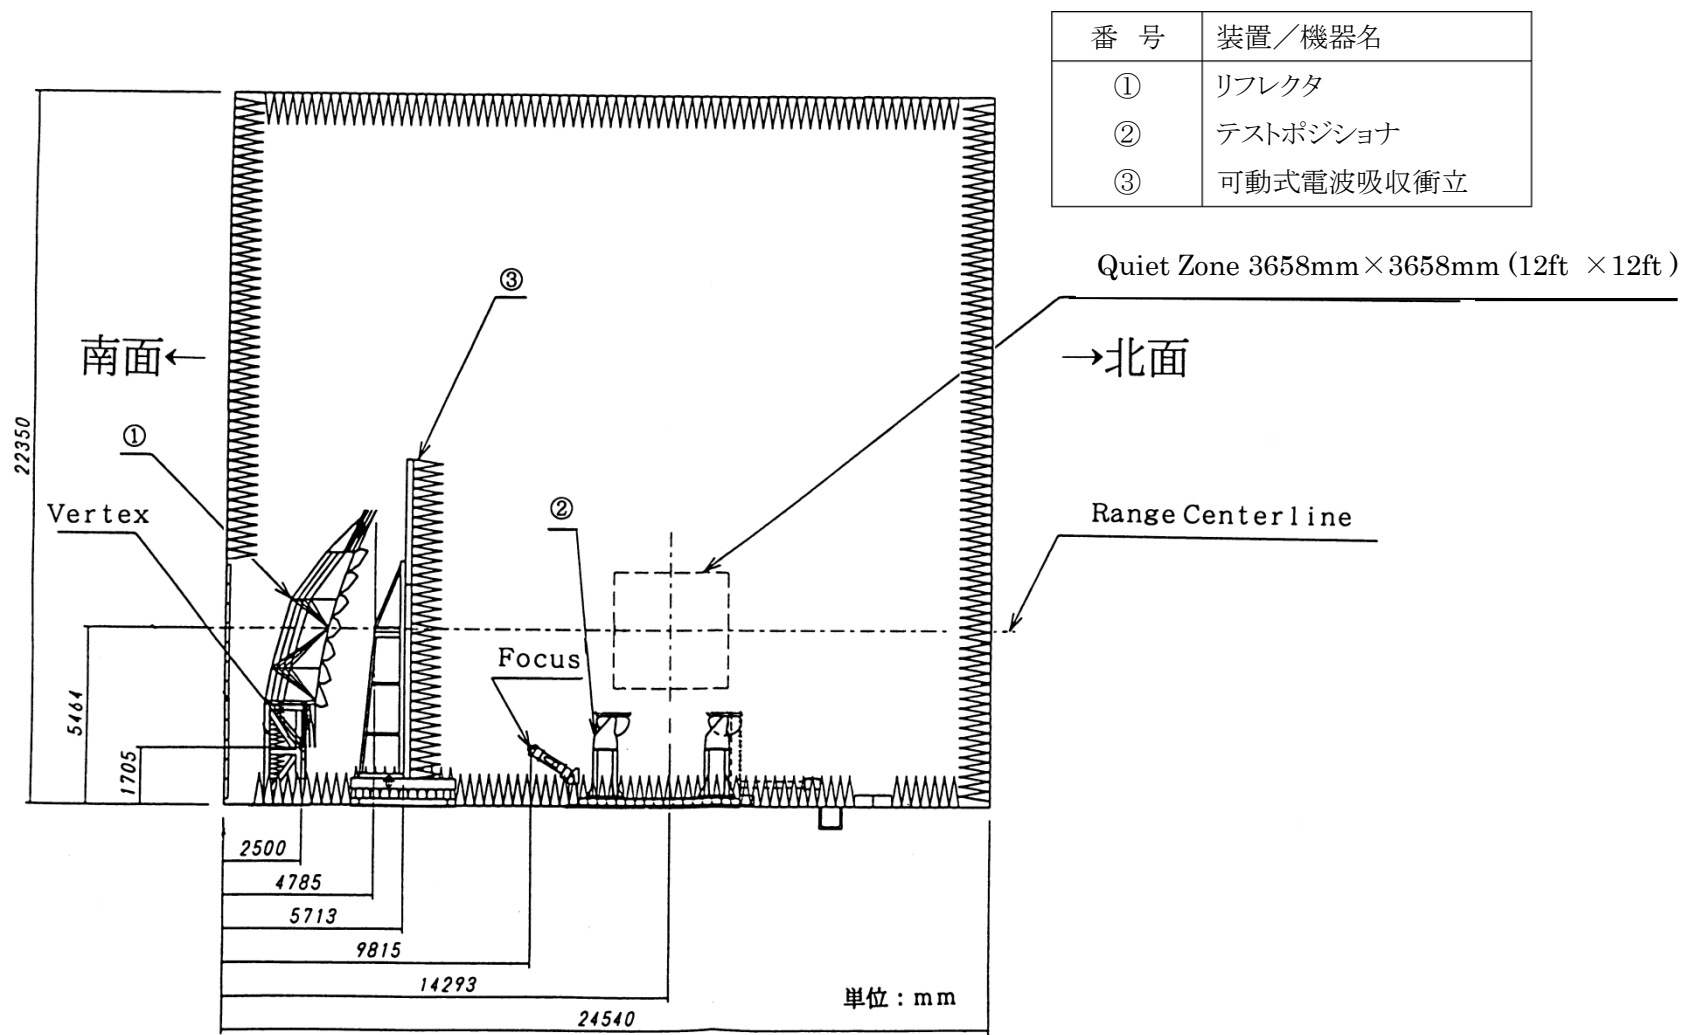 番 号 装置／機器名
① リフレクタ
② テストポジショナ
③ 可動式電波吸収衝立
Quiet Zone 3658mm×3658mm (12ft ×12ft)
③
南面←
→北面
①
22350
Vertex
②
Range Centerline
Focus
5464
1705
2500
4785
5713
9815
14293
単位：mm
24540